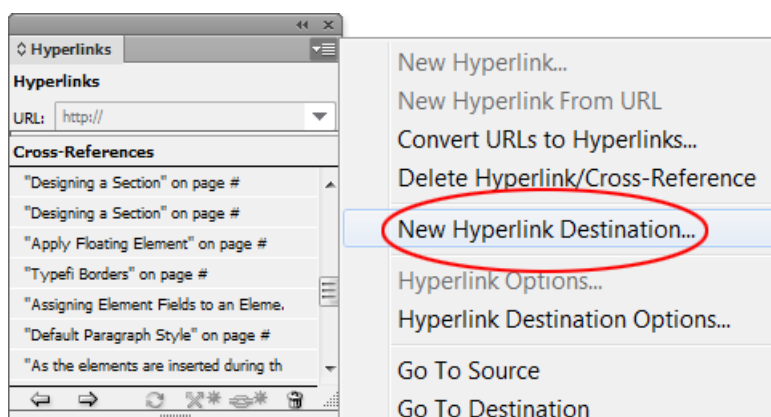 Hyperlinks
Hyperlinks
URL: http://
Cross-References
"Designing a Section" on page #
"Designing a Section" on page #
"Apply Floating Element" on page #
"Typefi Borders" on page #
"Assigning Element Fields to an Eleme.
"Default Paragraph Style" on page #
"As the elements are inserted during th
New Hyperlink...
New Hyperlink From URL
Convert URLs to Hyperlinks...
Delete Hyperlink/Cross-Reference
New Hyperlink Destination...
Hyperlink Options...
Hyperlink Destination Options...
Go To Source
Go To Destination